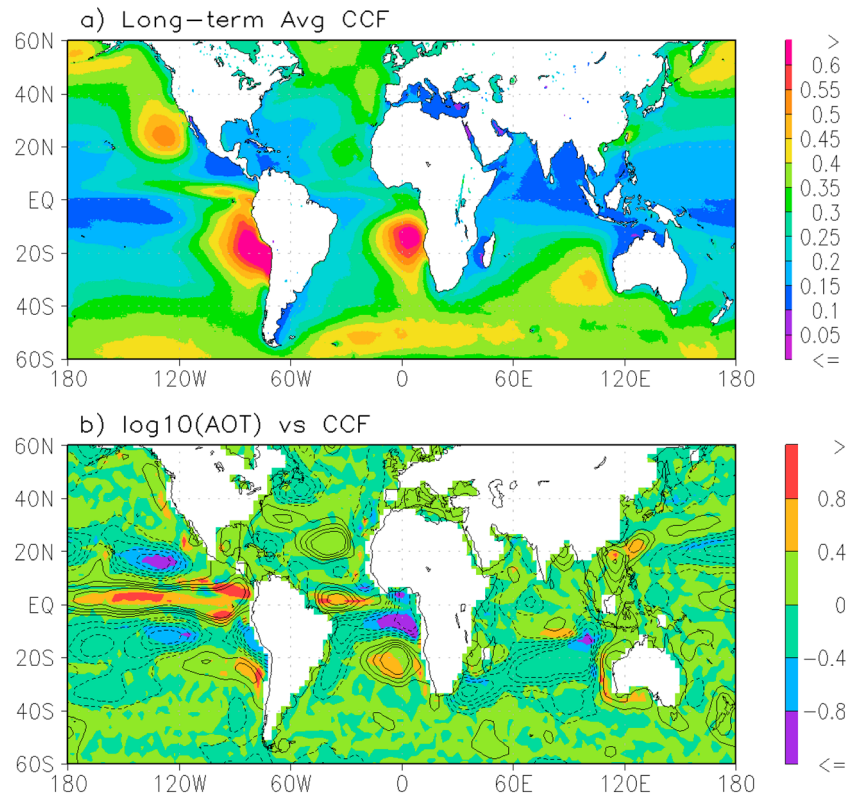 a) Long-term Avg CCF
60N
40N
20N
EQ
20S
40S
60S
180 120W 60W 0 60E 120E 180
>
0.6
0.55
0.5
0.45
0.4
0.35
0.3
0.25
0.2
0.15
0.1
0.05
<=
b) log10(AOT) vs CCF
60N
40N
20N
EQ
20S
40S
60S
180 120W 60W 0 60E 120E 180
>
0.8
0.4
0
-0.4
-0.8
<=